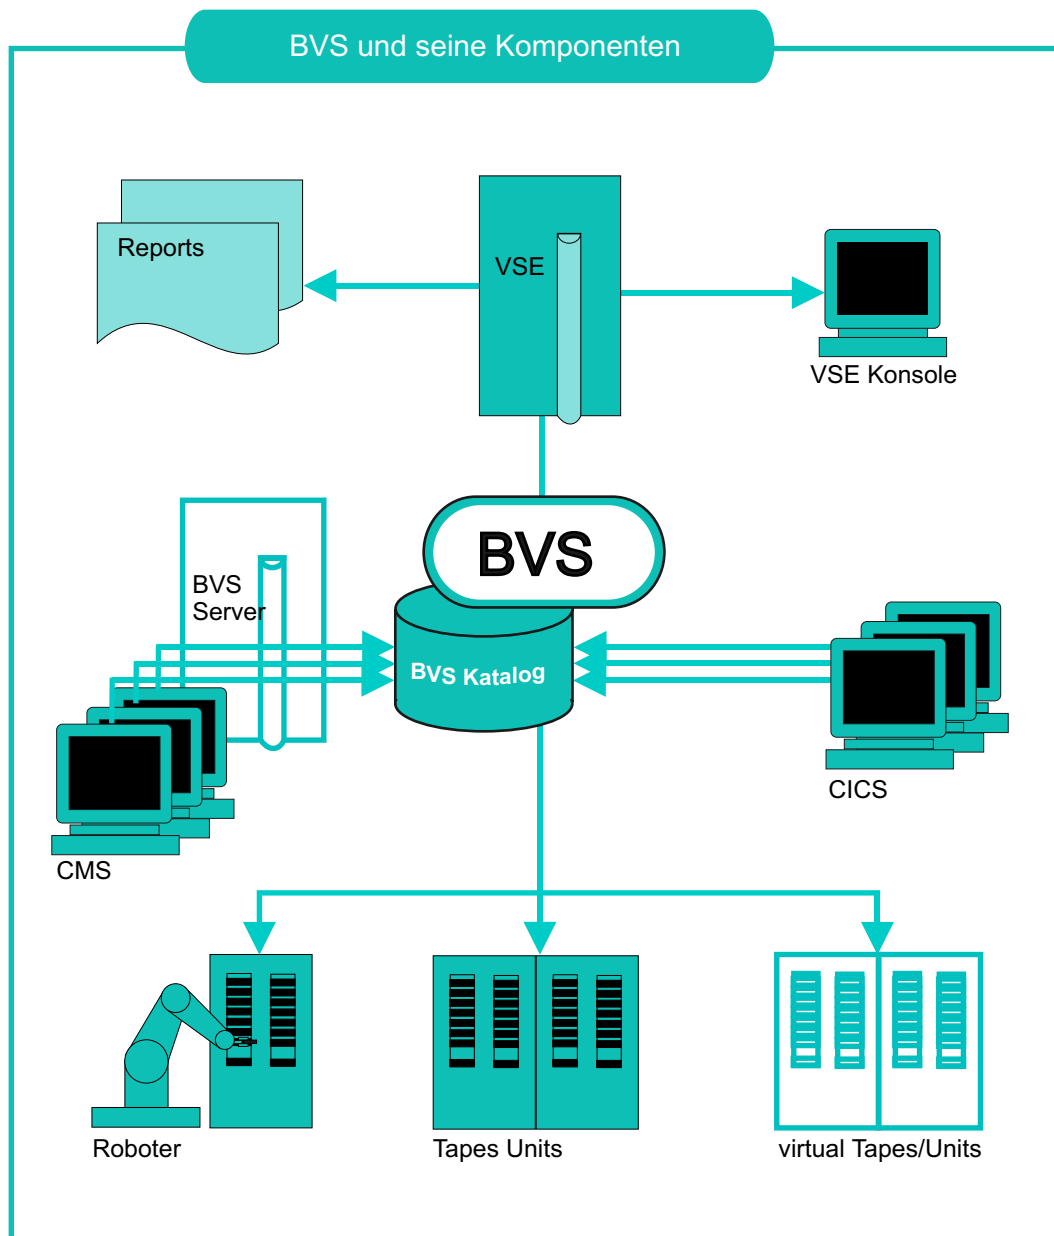 BVS und seine Komponenten
Reports
VSE
VSE Konsole
BVS
BVS
Server
BVS Katalog
CMS
CICS
Roboter
Tapes Units
virtual Tapes/Units